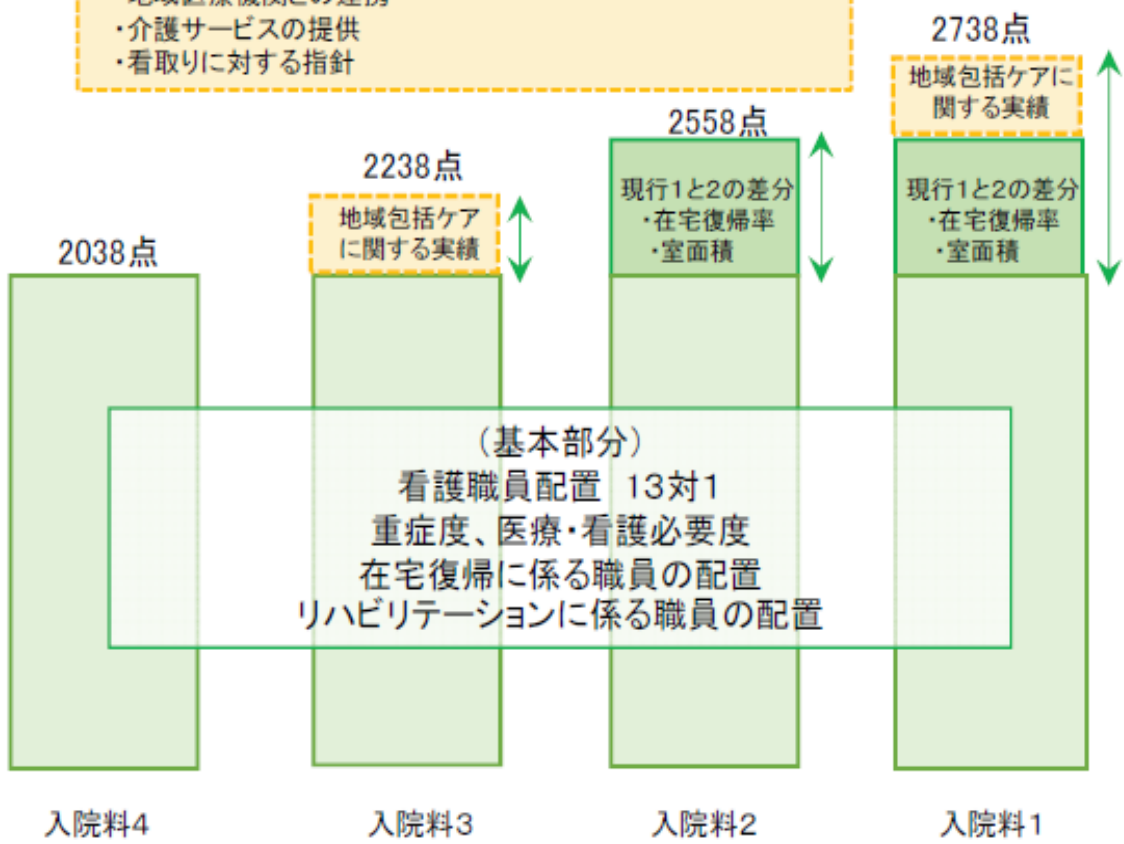 ・介護サービスの提供
・看取りに対する指針
2738点
地域包括ケアに
関する実績
2558点
現行1と2の差分
・在宅復帰率
・室面積
現行1と2の差分
・在宅復帰率
・室面積
2238点
地域包括ケア
に関する実績
2038点
（基本部分）
看護職員配置　13対1
重症度、医療・看護必要度
在宅復帰に係る職員の配置
リハビリテーションに係る職員の配置
入院料4
入院料3
入院料2
入院料1